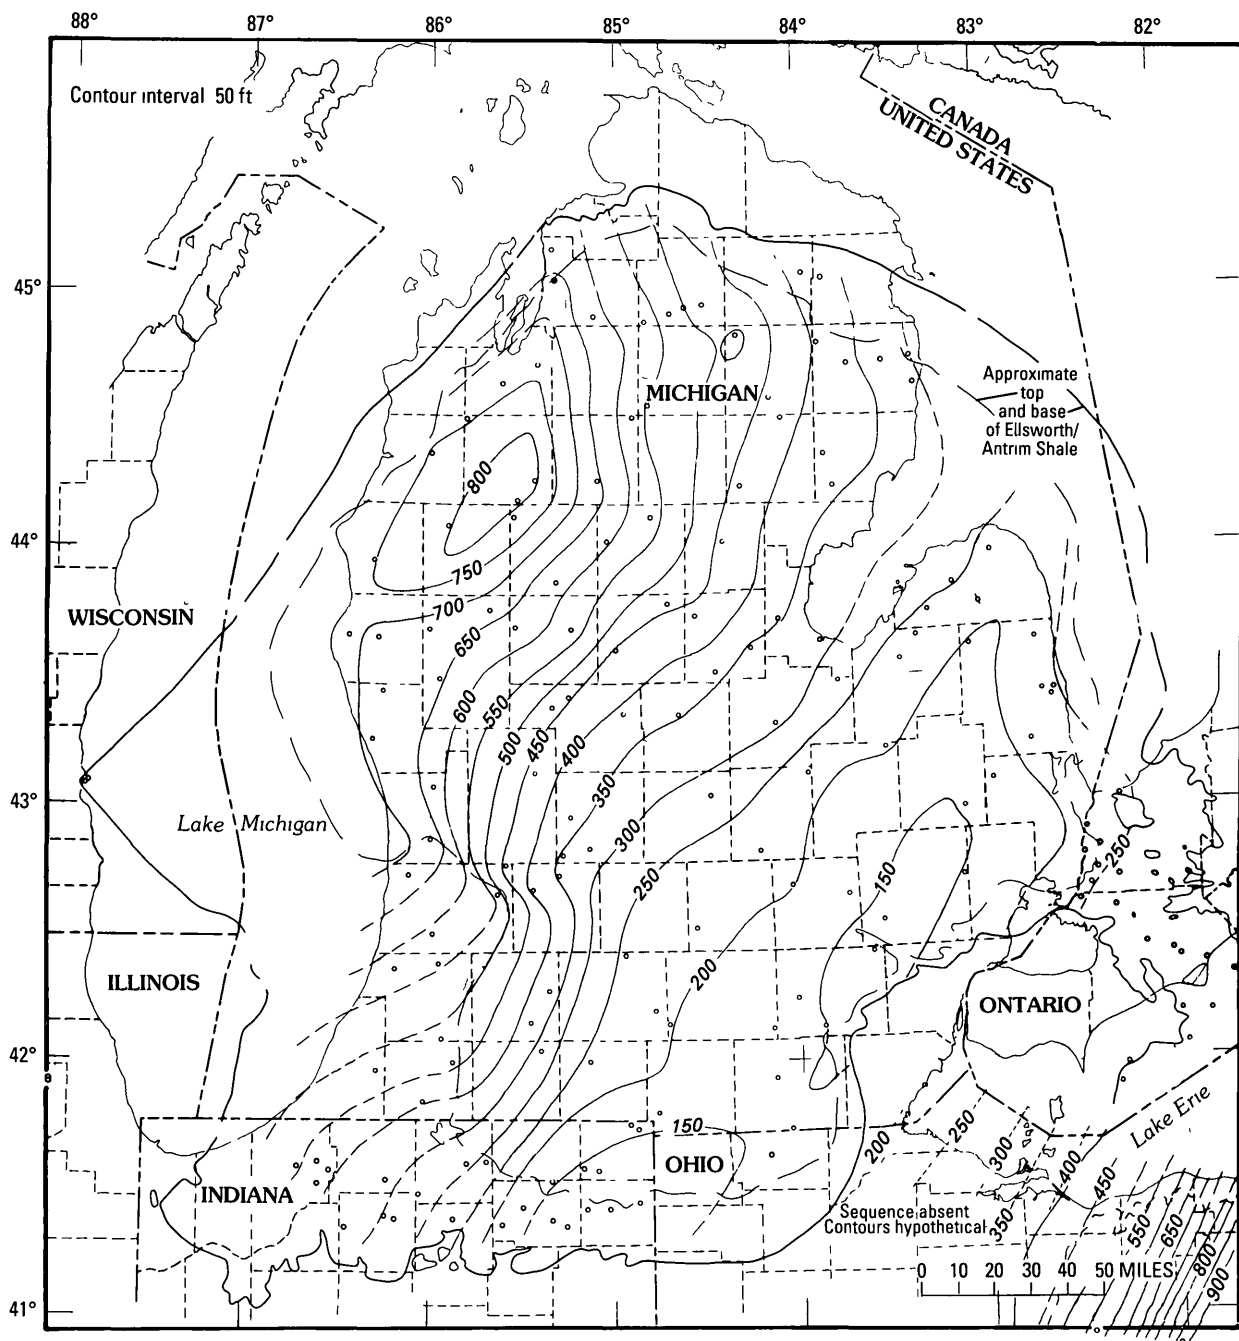 88° 87° 86° 85° 84° 83° 82°
Contour interval 50 ft
CANADA
UNITED STATES
45°
MICHIGAN
Approximate
top
and base
of Ellsworth/
Antrim Shale
800
44°
750
700
WISCONSIN
650
600
550
500
450
400
350
43°
Lake Michigan
300
250
250
150
200
ILLINOIS
ONTARIO
42°
Lake Erie
150
200
250
300
400
450
OHIO
INDIANA
Sequence absent
Contours hypothetical
350
550
650
800
900
0 10 20 30 40 50 MILES
41°